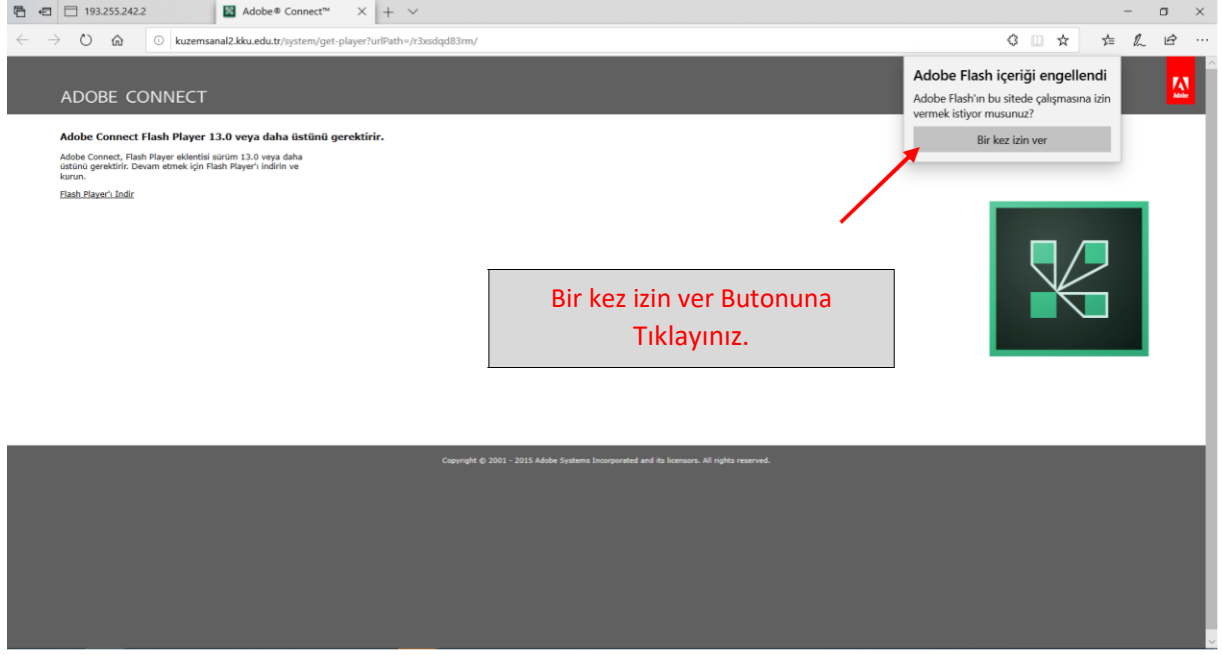 193.255.242.2
Adobe® Connect™
kuzemsanal2.kku.edu.tr/system/get-player?urlPath=/r3xsdqd83rm/
Adobe Flash içeriği engellendi
Adobe Flash'ın bu sitede çalışmasına izin
vermek istiyor musunuz?
Bir kez izin ver
ADOBE CONNECT
Adobe
Adobe Connect Flash Player 13.0 veya daha üstünü gerektirir.
Adobe Connect, Flash Player eklentisi sürüm 13.0 veya daha
üstünü gerektirir. Devam etmek için Flash Player'ı indirin ve
kurun.
Flash Player'ı İndir
Bir kez izin ver Butonuna
Tıklayınız.
Copyright © 2001 - 2015 Adobe Systems Incorporated and its licensors. All rights reserved.